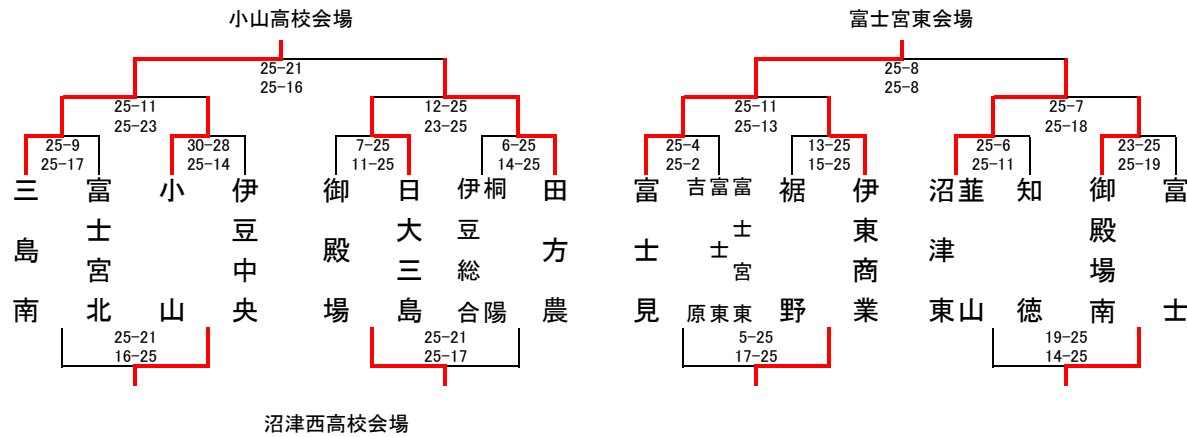 小山高校会場
富士宮東会場
25-21
25-16
25-8
25-8
25-11
25-23
12-25
23-25
25-11
25-13
25-7
25-18
25-9
25-17
30-28
25-14
7-25
11-25
6-25
14-25
25-4
25-2
13-25
15-25
25-6
25-11
23-25
25-19
三島南
富士宮北
小山
伊豆中央
御殿場
日大三島
伊豆総合
桐陽
田方農
富士見
吉原
富士東
富士宮東
裾野
伊東商業
沼津東
韮山
知徳
御殿場南
富士
25-21
16-25
25-21
25-17
5-25
17-25
19-25
14-25
沼津西高校会場